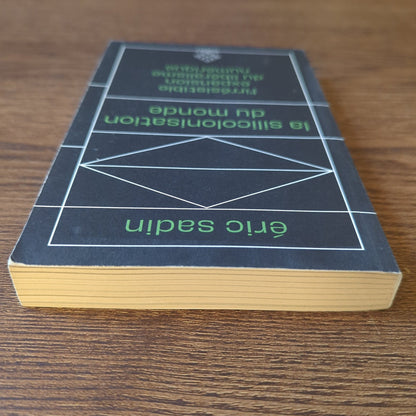 éric sadin
la silicolonisation
du monde
l'irrésistible
expansion
du libéralisme
numérique